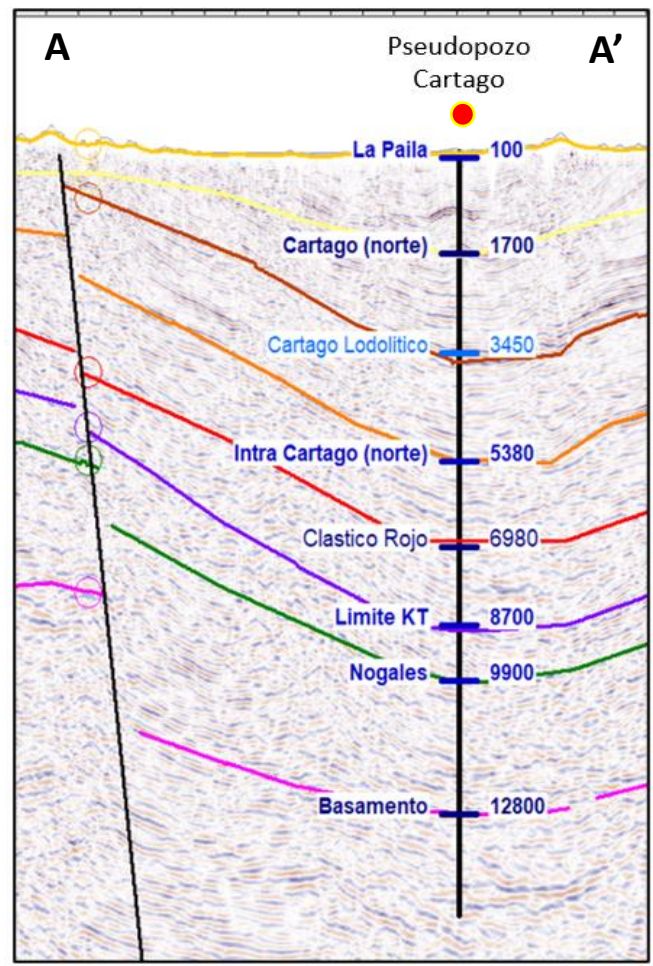 A
Pseudopozo
Cartago
A’
La Paila 100
Cartago (norte) 1700
Cartago Lodolitico 3450
Intra Cartago (norte) 5380
Clastico Rojo 6980
Limite KT 8700
Nogales 9900
Basamento 12800